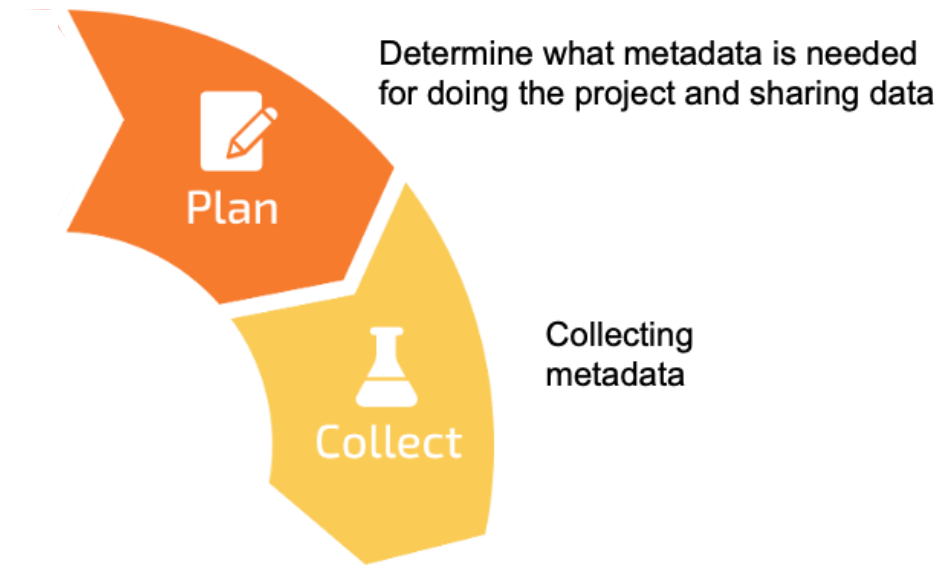 Determine what metadata is needed
for doing the project and sharing data
Plan
Collecting
metadata
Collect